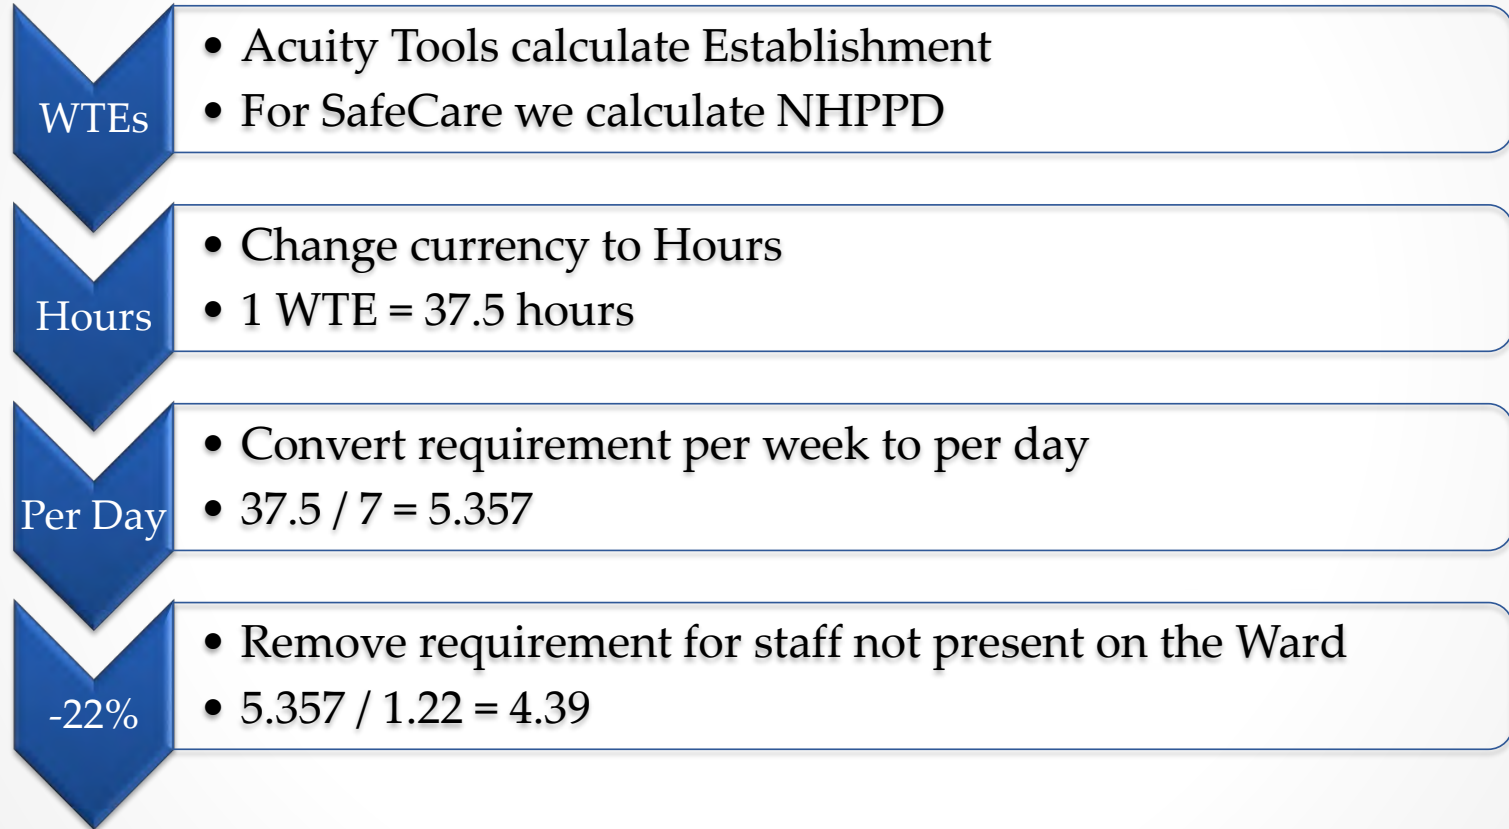 WTEs
• Acuity Tools calculate Establishment
• For SafeCare we calculate NHPPD
Hours
• Change currency to Hours
• 1 WTE = 37.5 hours
Per Day
• Convert requirement per week to per day
• 37.5 / 7 = 5.357
-22%
• Remove requirement for staff not present on the Ward
• 5.357 / 1.22 = 4.39